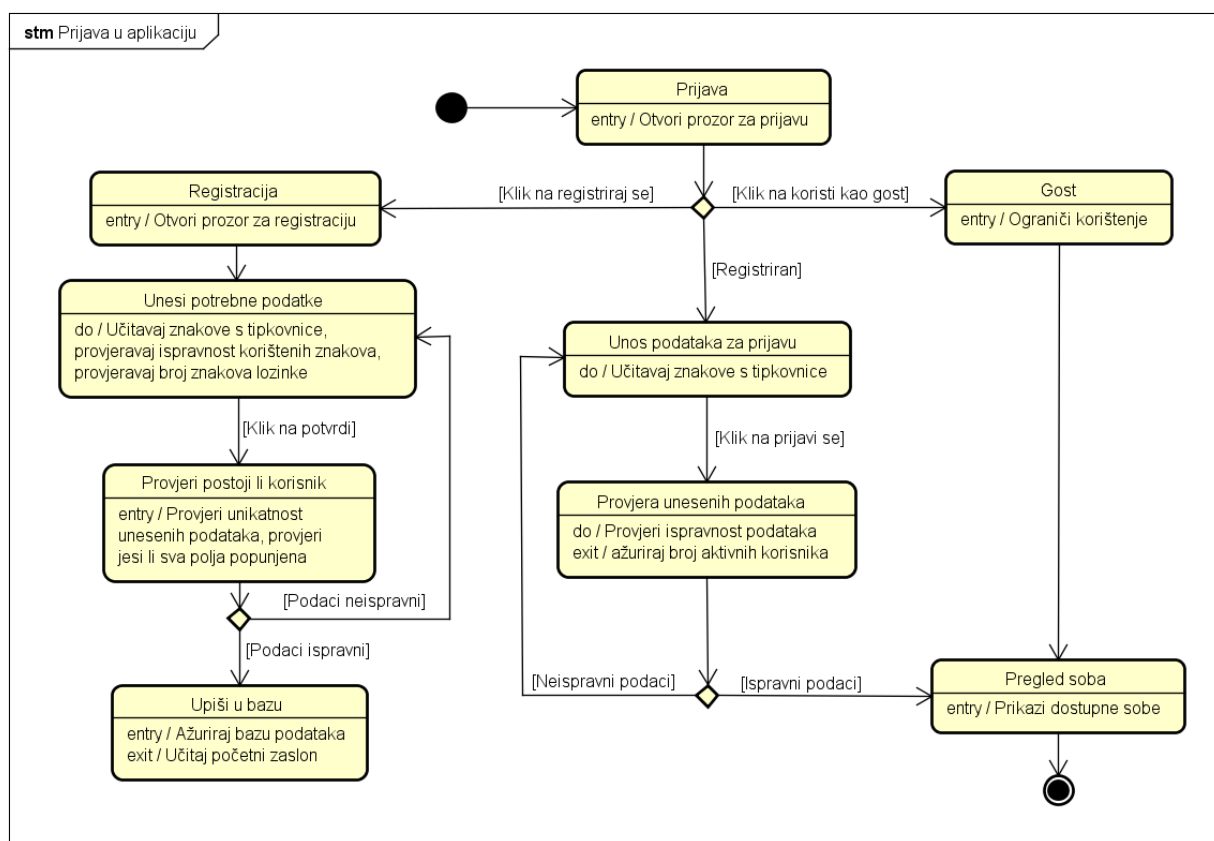 stm Prijava u aplikaciju
Prijava
entry / Otvori prozor za prijavu
Registracija
entry / Otvori prozor za registraciju
[Klik na registriraj se]
[Klik na koristi kao gost]
Gost
entry / Ograniči korištenje
[Registriran]
Unesi potrebne podatke
do / Učitavaj znakove s tipkovnice,
provjeravaj ispravnost korištenih znakova,
provjeravaj broj znakova lozinke
Unos podataka za prijavu
do / Učitavaj znakove s tipkovnice
[Klik na potvrdi]
[Klik na prijavi se]
Provjeri postoji li korisnik
entry / Provjeri unikatnost
unesenih podataka, provjeri
jesi li sva polja popunjena
Provjera unesenih podataka
do / Provjeri ispravnost podataka
exit / ažuriraj broj aktivnih korisnika
[Podaci neispravni]
[Podaci ispravni]
[Neispravni podaci]
[Ispravni podaci]
Upiši u bazu
entry / Ažuriraj bazu podataka
exit / Učitaj početni zaslon
Pregled soba
entry / Prikazi dostupne sobe